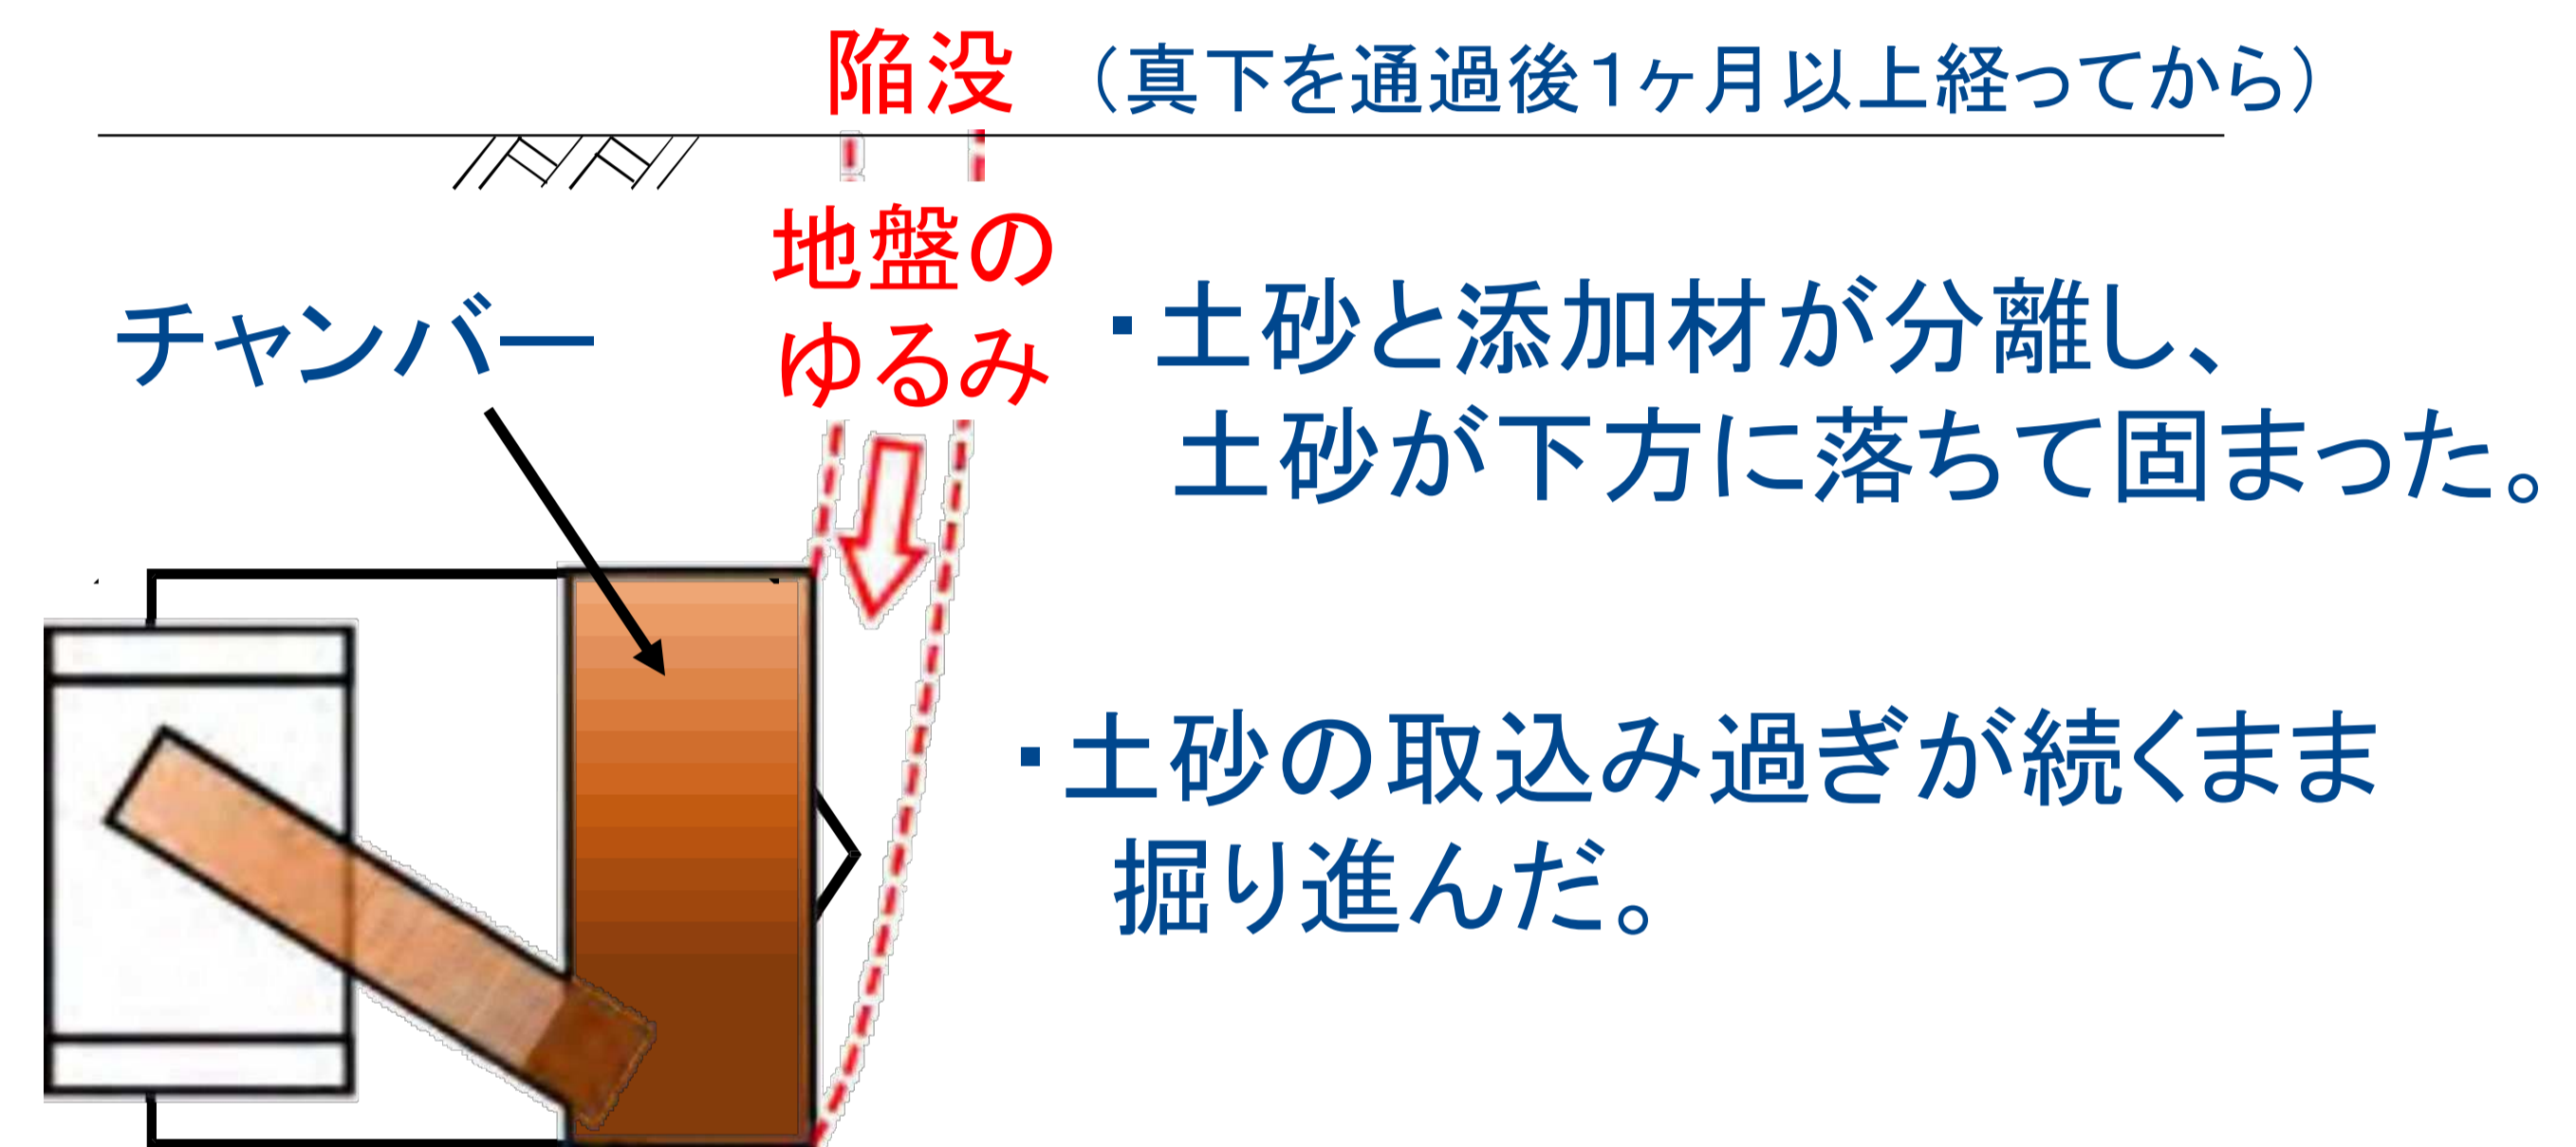 陥没 （真下を通過後１ヶ月以上経ってから）
地盤の
ゆるみ
チャンバー
・土砂と添加材が分離し、
土砂が下方に落ちて固まった。
・土砂の取込み過ぎが続くまま
掘り進んだ。